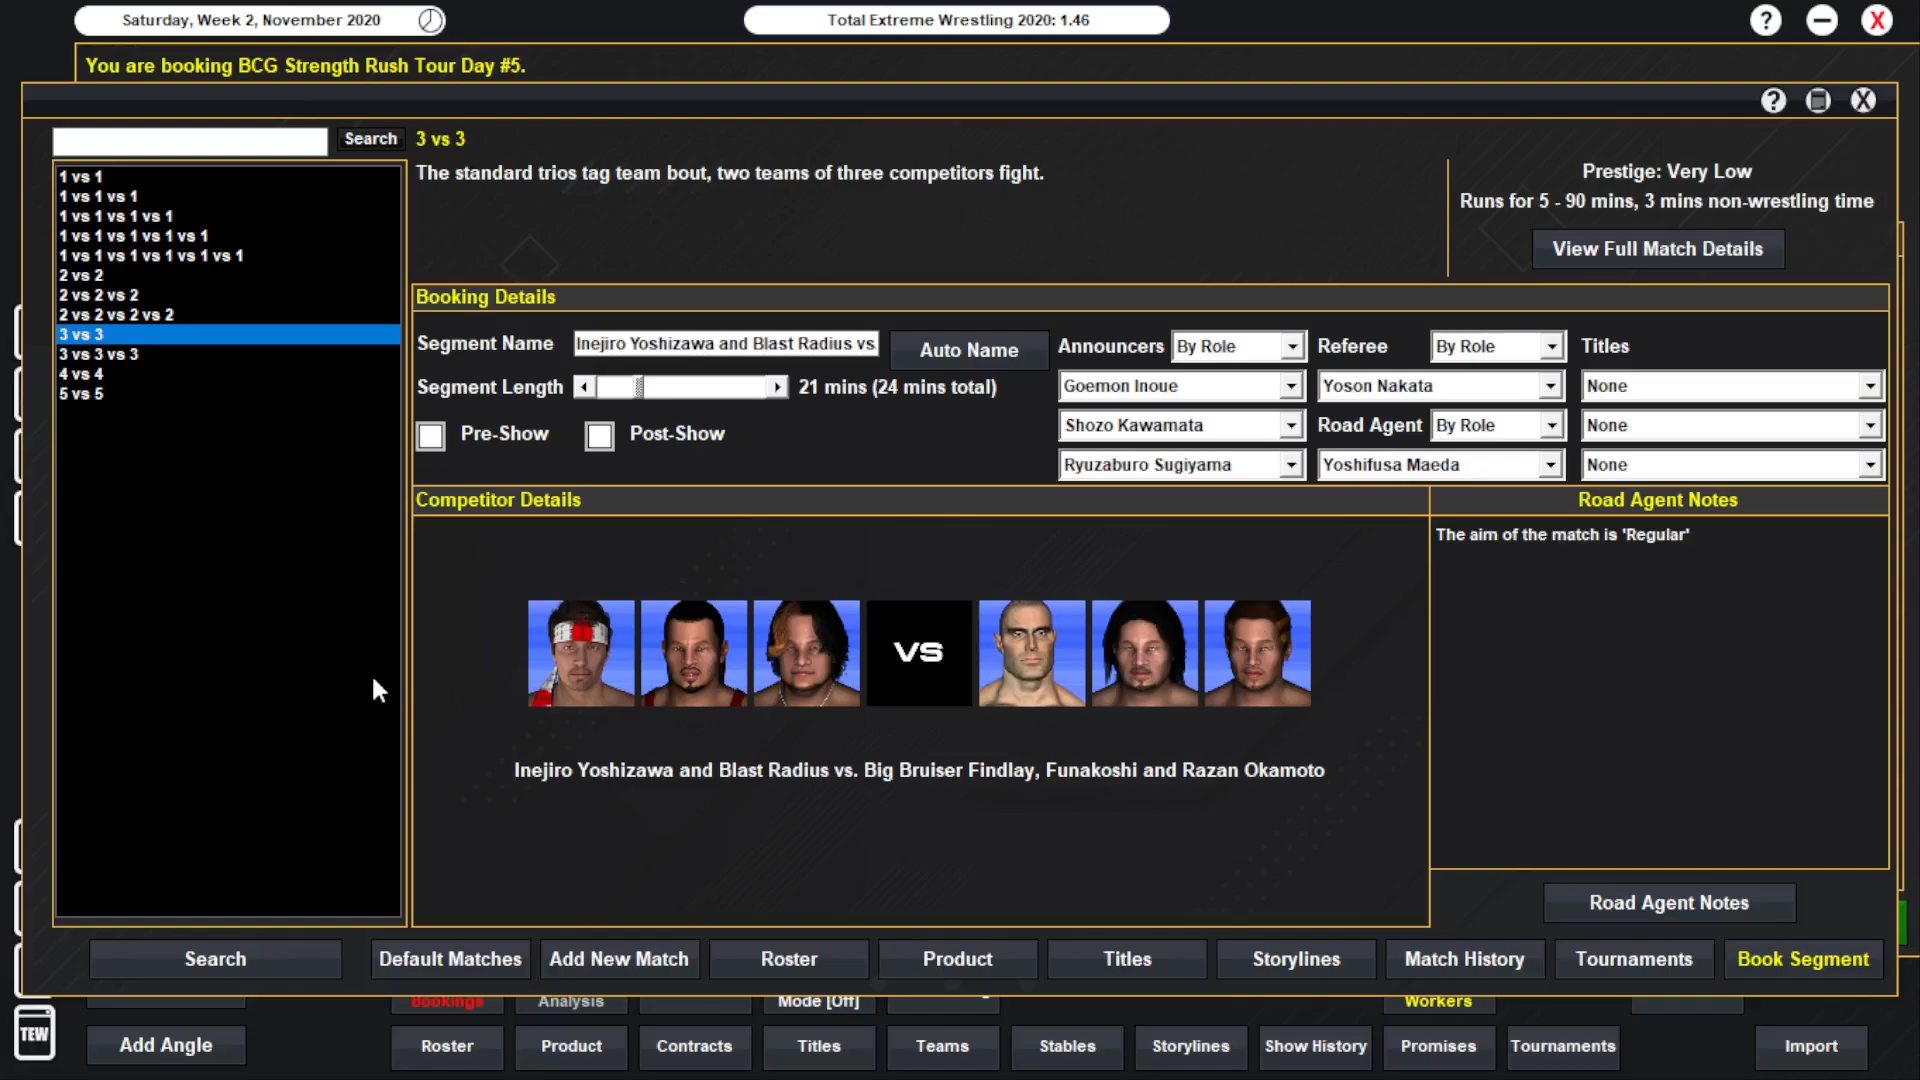 Saturday, Week 2, November 2020
Total Extreme Wrestling 2020: 1.46
?
X
You are booking BCG Strength Rush Tour Day #5.
?
X
Search
3 vs 3
The standard trios tag team bout, two teams of three competitors fight.
Prestige: Very Low
Runs for 5 - 90 mins, 3 mins non-wrestling time
View Full Match Details
1 vs 1
1 vs 1 vs 1
1 vs 1 vs 1 vs 1
1 vs 1 vs 1 vs 1 vs 1
1 vs 1 vs 1 vs 1 vs 1 vs 1
2 vs 2
2 vs 2 vs 2
2 vs 2 vs 2 vs 2
3 vs 3
3 vs 3 vs 3
4 vs 4
5 vs 5
Booking Details
Segment Name Inejiro Yoshizawa and Blast Radius vs. Auto Name Announcers By Role Referee By Role Titles
Segment Length 21 mins (24 mins total) Goemon Inoue Yoson Nakata None
Pre-Show Post-Show Shozo Kawamata Road Agent By Role None
Ryuzaburo Sugiyama Yoshifusa Maeda None
Competitor Details
Road Agent Notes
The aim of the match is 'Regular'
VS
Inejiro Yoshizawa and Blast Radius vs. Big Bruiser Findlay, Funakoshi and Razan Okamoto
Road Agent Notes
Search Default Matches Add New Match Roster Product Titles Storylines Match History Tournaments Book Segment
Bookings Analysis Mode [Off] Workers
TEW
Add Angle Roster Product Contracts Titles Teams Stables Storylines Show History Promises Tournaments Import